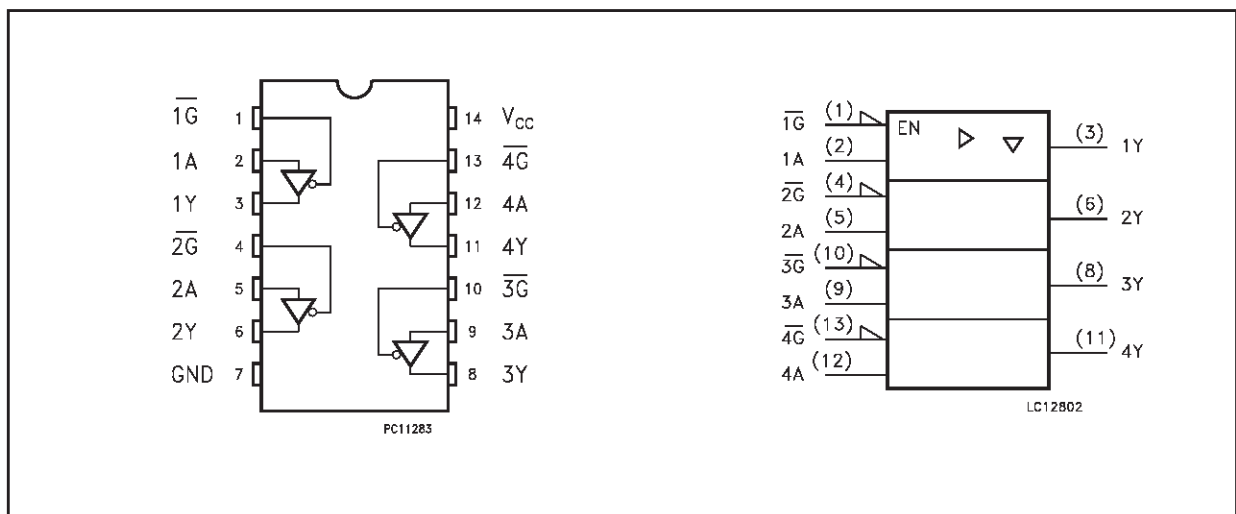 1G 1 14 VCC
1A 2 13 4G
1Y 3 12 4A
2G 4 11 4Y
2A 5 10 3G
2Y 6 9 3A
GND 7 8 3Y
PC11283
1G (1) EN (3) 1Y
1A (2)
2G (4) (6) 2Y
2A (5)
3G (10) (8) 3Y
3A (9)
4G (13) (11) 4Y
4A (12)
LC12802